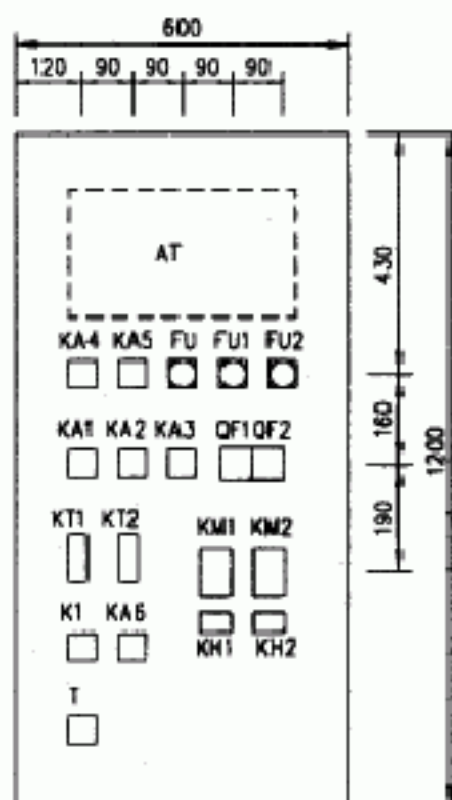 600
120 90 90 90 90
AT
430
KA4 KA5 FU FU1 FU2
160
KA1 KA2 KA3 QF1 QF2
1200
190
KT1 KT2
KM1 KM2
K1 KA6
KH1 KH2
T